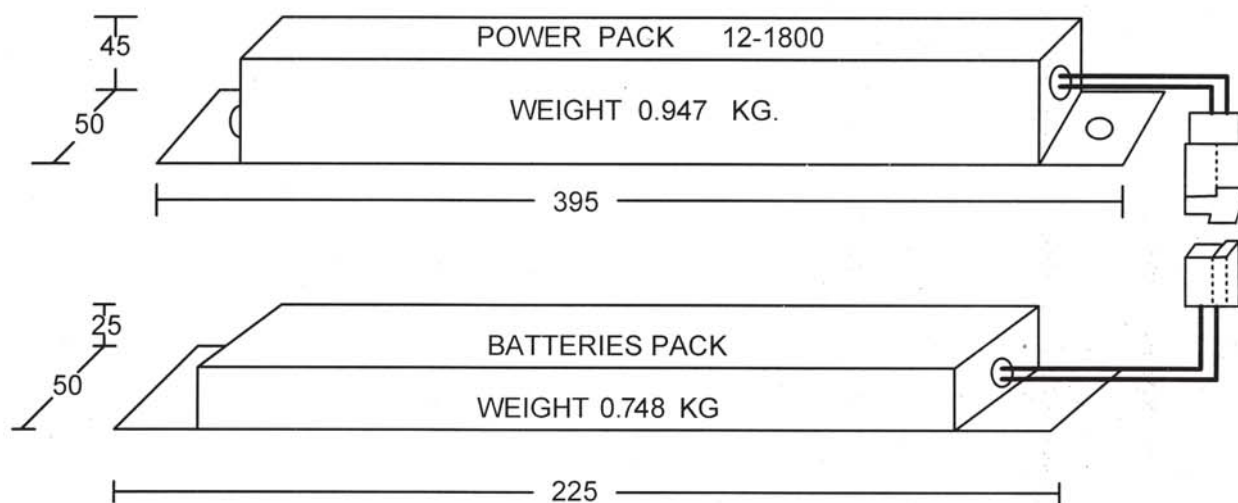 45
POWER PACK 12-1800
50
WEIGHT 0.947 KG.
395
25
BATTERIES PACK
50
WEIGHT 0.748 KG
225